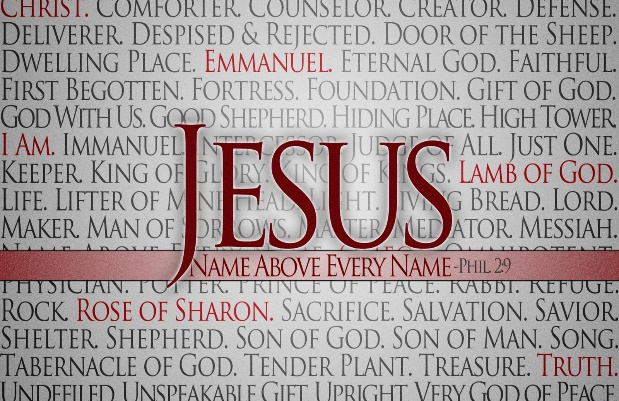 CHRIST. COMFORTER. COUNSELOR. CREATOR. DEFENSE.
DELIVERER. DESPISED & REJECTED. DOOR OF THE SHEEP.
DWELLING PLACE. EMMANUEL. ETERNAL GOD. FAITHFUL.
FIRST BEGOTTEN. FORTRESS. FOUNDATION. GIFT OF GOD.
GOD WITH US. GOOD SHEPHERD. HIDING PLACE. HIGH TOWER
I AM. IMMANUEL. INTERCESSOR. JUDGE OF ALL. JUST ONE.
KEEPER. KING OF GLORY. KING OF KINGS. LAMB OF GOD.
LIFE. LIFTER OF MINE HEAD. LIGHT. LIVING BREAD. LORD.
MAKER. MAN OF SORROWS. MASTER. MEDIATOR. MESSIAH.
JESUS
NAME ABOVE EVERY NAME. OMNIPOTENT.
NAME ABOVE EVERY NAME -PHIL 2:9
PHYSICIAN. POTTER. PRINCE OF PEACE. RABBI. REFUGE.
ROCK. ROSE OF SHARON. SACRIFICE. SALVATION. SAVIOR.
SHELTER. SHEPHERD. SON OF GOD. SON OF MAN. SONG.
TABERNACLE OF GOD. TENDER PLANT. TREASURE. TRUTH.
UNDEFILED. UNSPEAKABLE GIFT. UPRIGHT. VERY GOD OF PEACE.